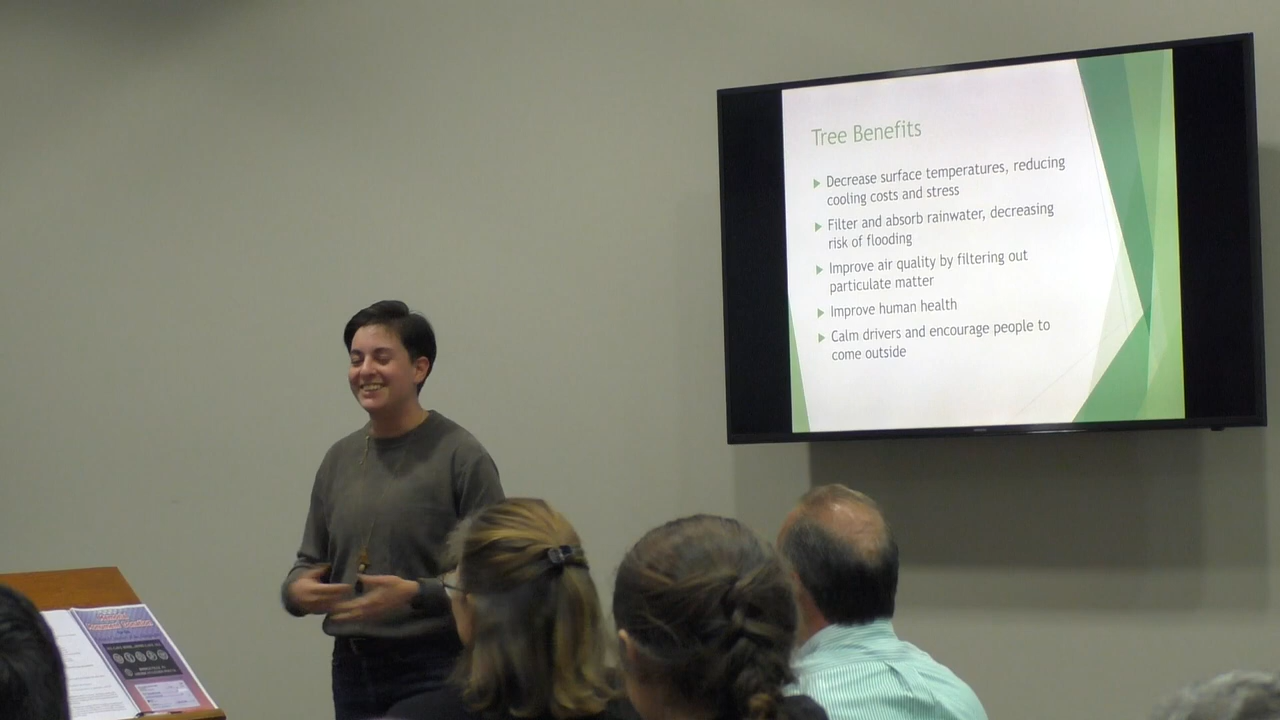 Tree Benefits
Decrease surface temperatures, reducing
cooling costs and stress
Filter and absorb rainwater, decreasing
risk of flooding
Improve air quality by filtering out
particulate matter
Improve human health
Calm drivers and encourage people to
come outside